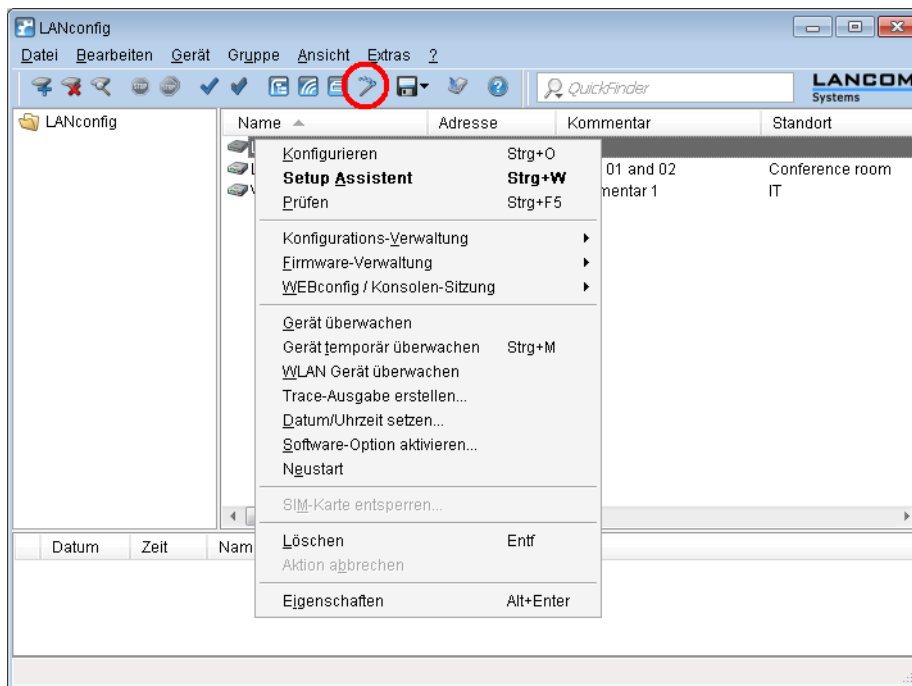 LANconfig
Datei Bearbeiten Gerät Gruppe Ansicht Extras ?
QuickFinder
LANCOM
Systems
LANconfig
Name Adresse Kommentar Standort
01 and 02 Conference room
mentar 1 IT
Konfigurieren Strg+O
Setup Assistent Strg+W
Prüfen Strg+F5
Konfigurations-Verwaltung
Firmware-Verwaltung
WEBconfig / Konsolen-Sitzung
Gerät überwachen
Gerät temporär überwachen Strg+M
WLAN Gerät überwachen
Trace-Ausgabe erstellen...
Datum/Uhrzeit setzen...
Software-Option aktivieren...
Neustart
SIM-Karte entsperren...
Löschen Entf
Aktion abbrechen
Eigenschaften Alt+Enter
Datum Zeit Nam